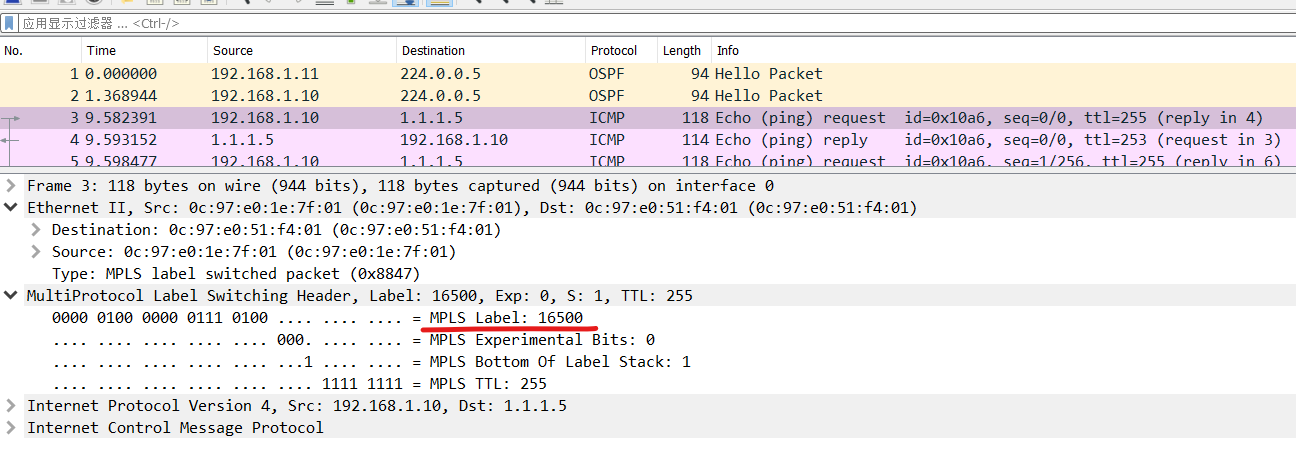 应用显示过滤器 … <Ctrl-/>
No. Time Source Destination Protocol Length Info
1 0.000000 192.168.1.11 224.0.0.5 OSPF 94 Hello Packet
2 1.368944 192.168.1.10 224.0.0.5 OSPF 94 Hello Packet
3 9.582391 192.168.1.10 1.1.1.5 ICMP 118 Echo (ping) request id=0x10a6, seq=0/0, ttl=255 (reply in 4)
4 9.593152 1.1.1.5 192.168.1.10 ICMP 114 Echo (ping) reply id=0x10a6, seq=0/0, ttl=253 (request in 3)
5 9.598477 192.168.1.10 1.1.1.5 ICMP 118 Echo (ping) request id=0x10a6, seq=1/256, ttl=255 (reply in 6)
Frame 3: 118 bytes on wire (944 bits), 118 bytes captured (944 bits) on interface 0
Ethernet II, Src: 0c:97:e0:1e:7f:01 (0c:97:e0:1e:7f:01), Dst: 0c:97:e0:51:f4:01 (0c:97:e0:51:f4:01)
Destination: 0c:97:e0:51:f4:01 (0c:97:e0:51:f4:01)
Source: 0c:97:e0:1e:7f:01 (0c:97:e0:1e:7f:01)
Type: MPLS label switched packet (0x8847)
MultiProtocol Label Switching Header, Label: 16500, Exp: 0, S: 1, TTL: 255
0000 0100 0000 0111 0100 .... .... .... = MPLS Label: 16500
.... .... .... .... .... 000. .... .... = MPLS Experimental Bits: 0
.... .... .... .... .... ...1 .... .... = MPLS Bottom Of Label Stack: 1
.... .... .... .... .... .... 1111 1111 = MPLS TTL: 255
Internet Protocol Version 4, Src: 192.168.1.10, Dst: 1.1.1.5
Internet Control Message Protocol